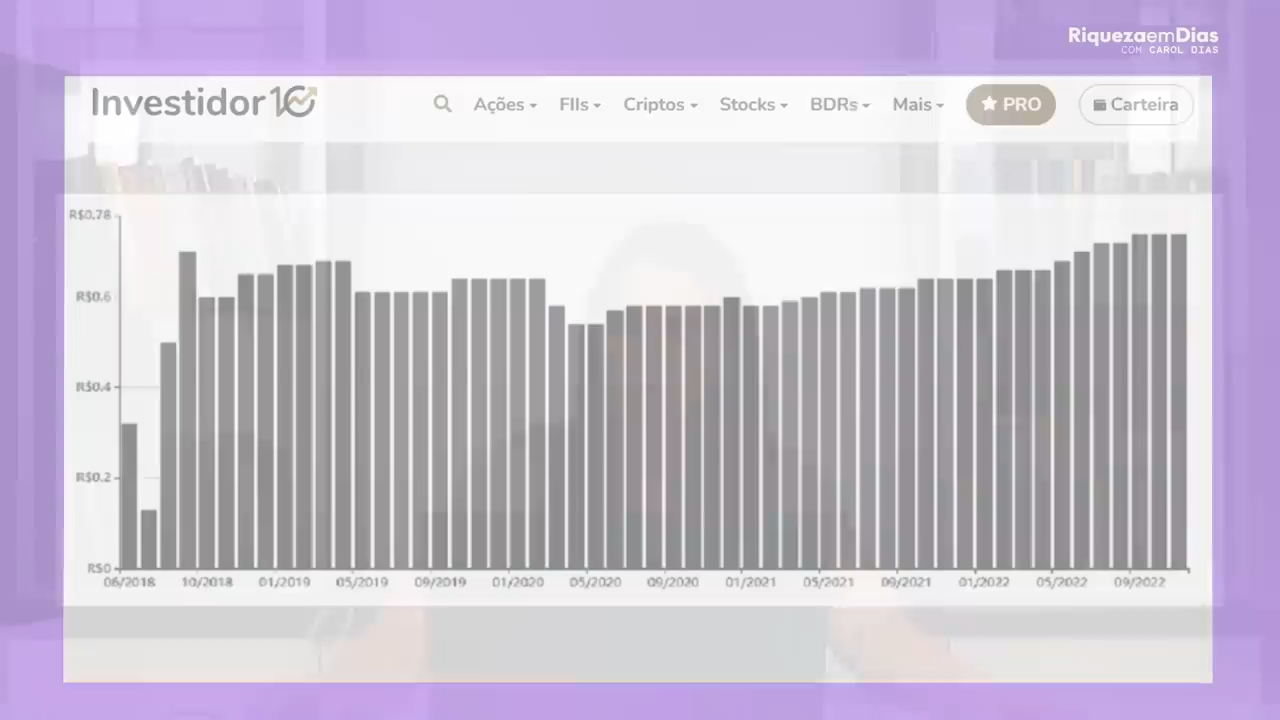 RiquezaemDias
COM CAROL DIAS
Investidor10
Ações FIIs Criptos Stocks BDRs Mais PRO Carteira
R$0.78
R$0.6
R$0.4
R$0.2
R$0
06/2018 10/2018 01/2019 05/2019 09/2019 01/2020 05/2020 09/2020 01/2021 05/2021 09/2021 01/2022 05/2022 09/2022